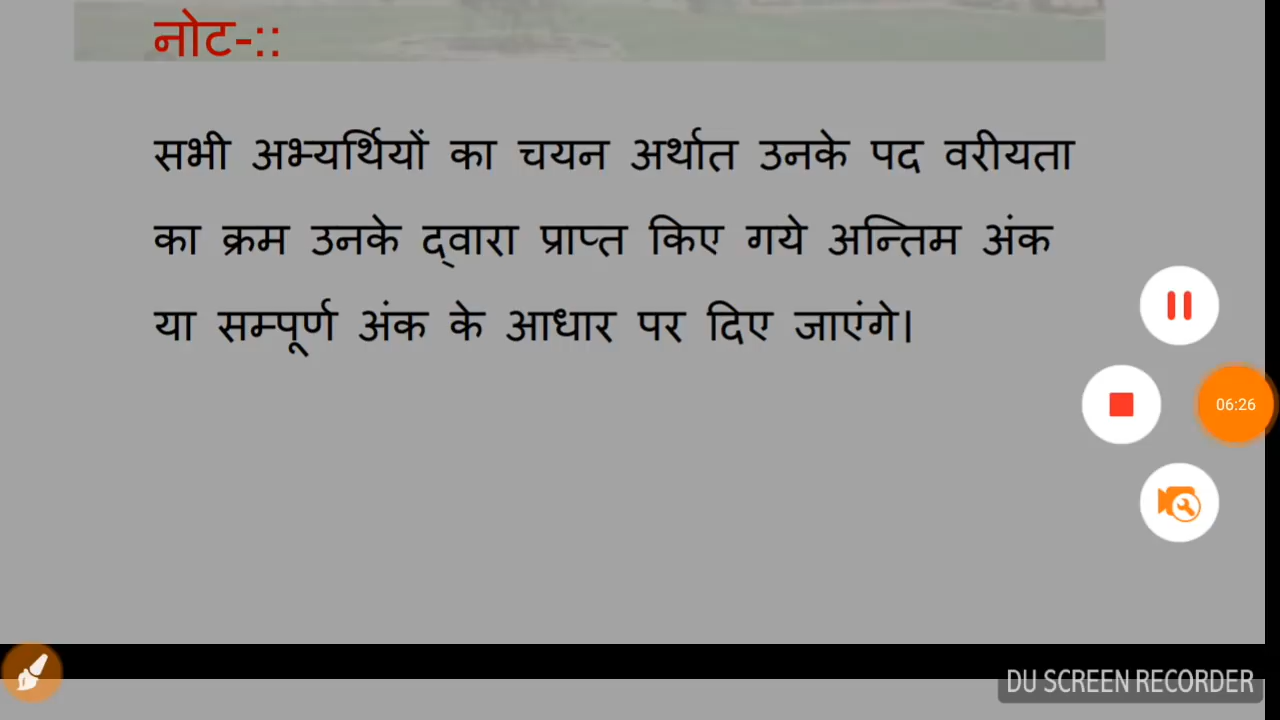 नोट-::
सभी अभ्यर्थियों का चयन अर्थात उनके पद वरीयता
का क्रम उनके द्वारा प्राप्त किए गये अन्तिम अंक
या सम्पूर्ण अंक के आधार पर दिए जाएंगे।
06:26
DU SCREEN RECORDER